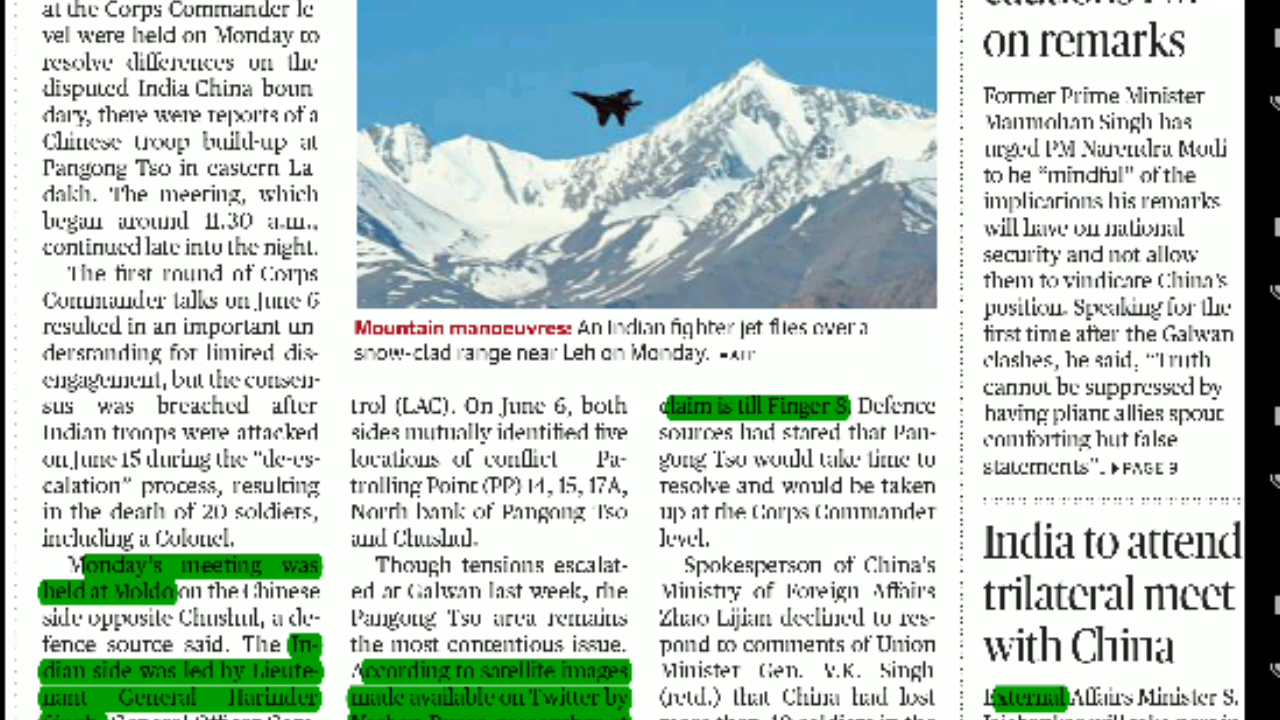 at the Corps Commander le-
vel were held on Monday to
resolve differences on the
disputed India China boun
dary, there were reports of a
Chinese troop build-up at
Pangong Tso in eastern La
dakh. The meeting, which
began around 11.30 a.m.,
continued late into the night.
The first round of Corps
Commander talks on June 6
resulted in an important un-
derstanding for limited dis-
engagement, but the consen-
sus was breached after
Indian troops were attacked
on June 15 during the “de-es-
calation” process, resulting
in the death of 20 soldiers,
including a Colonel.
Monday's meeting was
held at Moldo on the Chinese
side opposite Chushul, a de-
fence source said. The In-
dian side was led by Lieute-
nant General Harinder
Mountain manoeuvres: An Indian fighter jet flies over a
snow-clad range near Leh on Monday.
trol (LAC). On June 6, both
sides mutually identified five
locations of conflict Pa-
trolling Point (PP) 14, 15, 17A,
North bank of Pangong Tso
and Chushul.
Though tensions escalat-
ed at Galwan last week, the
Pangong Tso area remains
the most contentious issue.
According to satellite images
made available on Twitter by
claim is till Finger 8. Defence
sources had stated that Pan-
gong Tso would take time to
resolve and would be taken
up at the Corps Commander
level.
Spokesperson of China's
Ministry of Foreign Affairs
Zhao Lijian declined to res-
pond to comments of Union
Minister Gen. V.K. Singh
(retd.) that China had lost
on remarks
Former Prime Minister
Manmohan Singh has
urged PM Narendra Modi
to be “mindful” of the
implications his remarks
will have on national
security and not allow
them to vindicate China's
position. Speaking for the
first time after the Galwan
clashes, he said, “Truth
cannot be suppressed by
having pliant allies spout
comforting but false
statements”. ▶PAGE 9
India to attend
trilateral meet
with China
External Affairs Minister S.